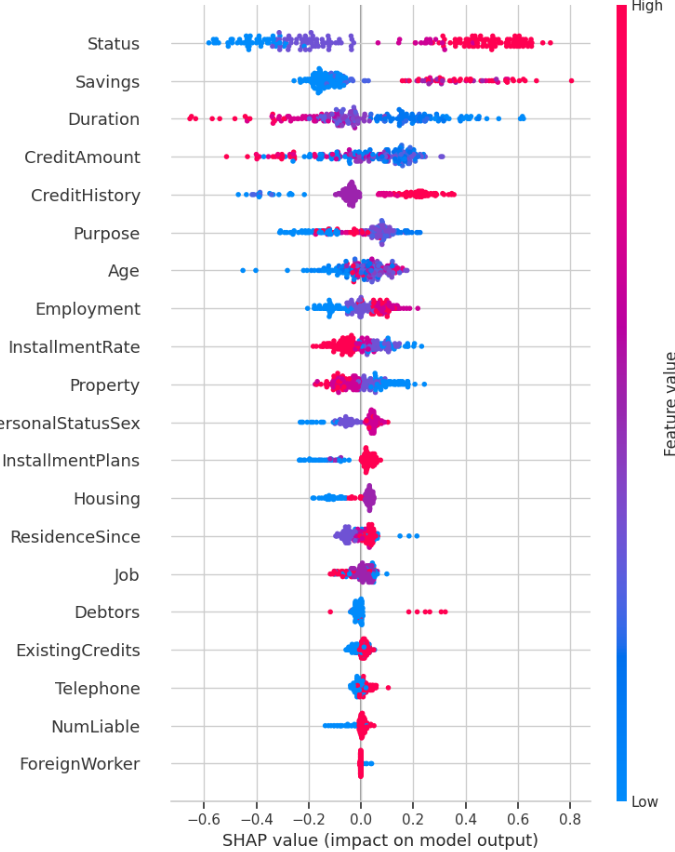 High
Status
Savings
Duration
CreditAmount
CreditHistory
Purpose
Age
Employment
InstallmentRate
Property
ersonalStatusSex
InstallmentPlans
Housing
ResidenceSince
Job
Debtors
ExistingCredits
Telephone
NumLiable
ForeignWorker
Feature value
Low
−0.6 −0.4 −0.2 0.0 0.2 0.4 0.6 0.8
SHAP value (impact on model output)